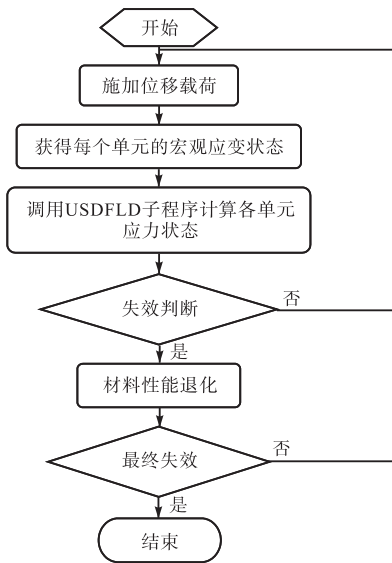 开始
施加位移载荷
获得每个单元的宏观应变状态
调用USDFLD子程序计算各单元
应力状态
失效判断
否
是
材料性能退化
最终失效
否
是
结束